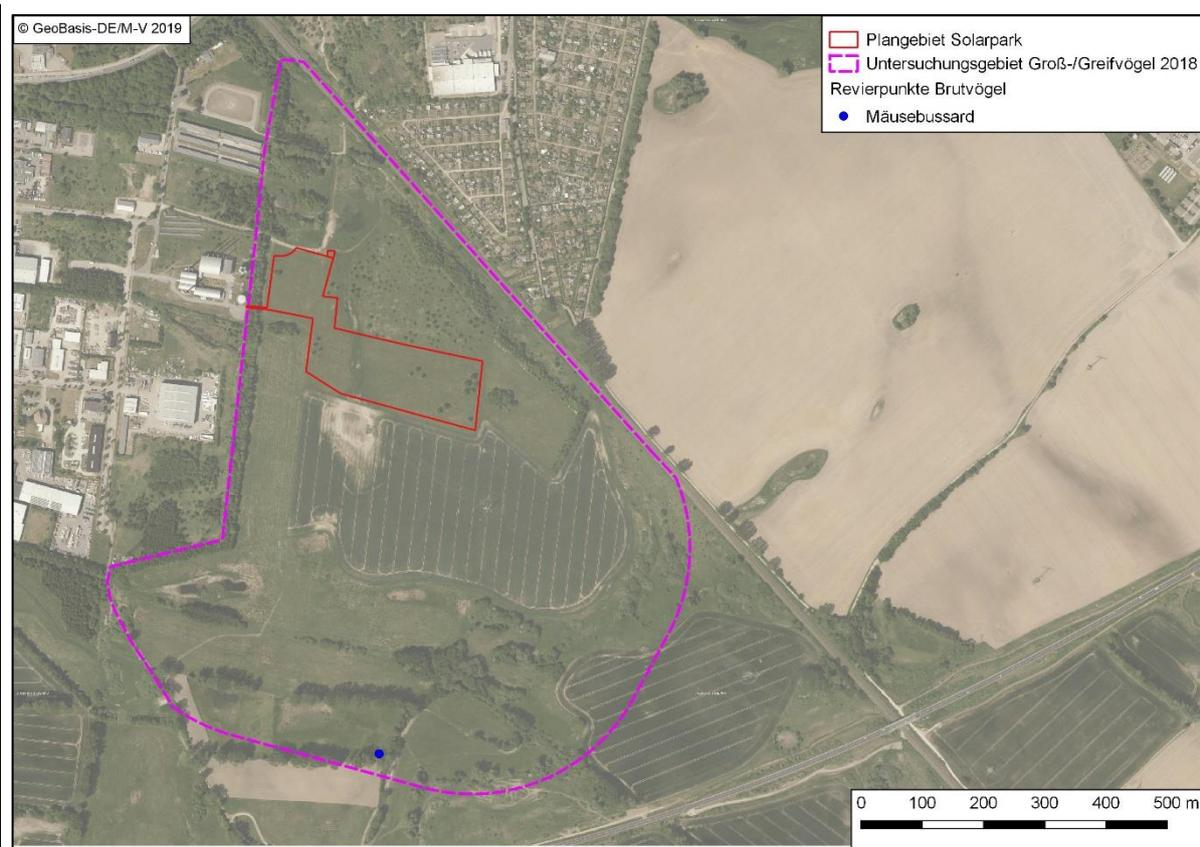 © GeoBasis-DE/M-V 2019
Plangebiet Solarpark
Untersuchungsgebiet Groß-/Greifvögel 2018
Revierpunkte Brutvögel
Mäusebussard
0 100 200 300 400 500 m